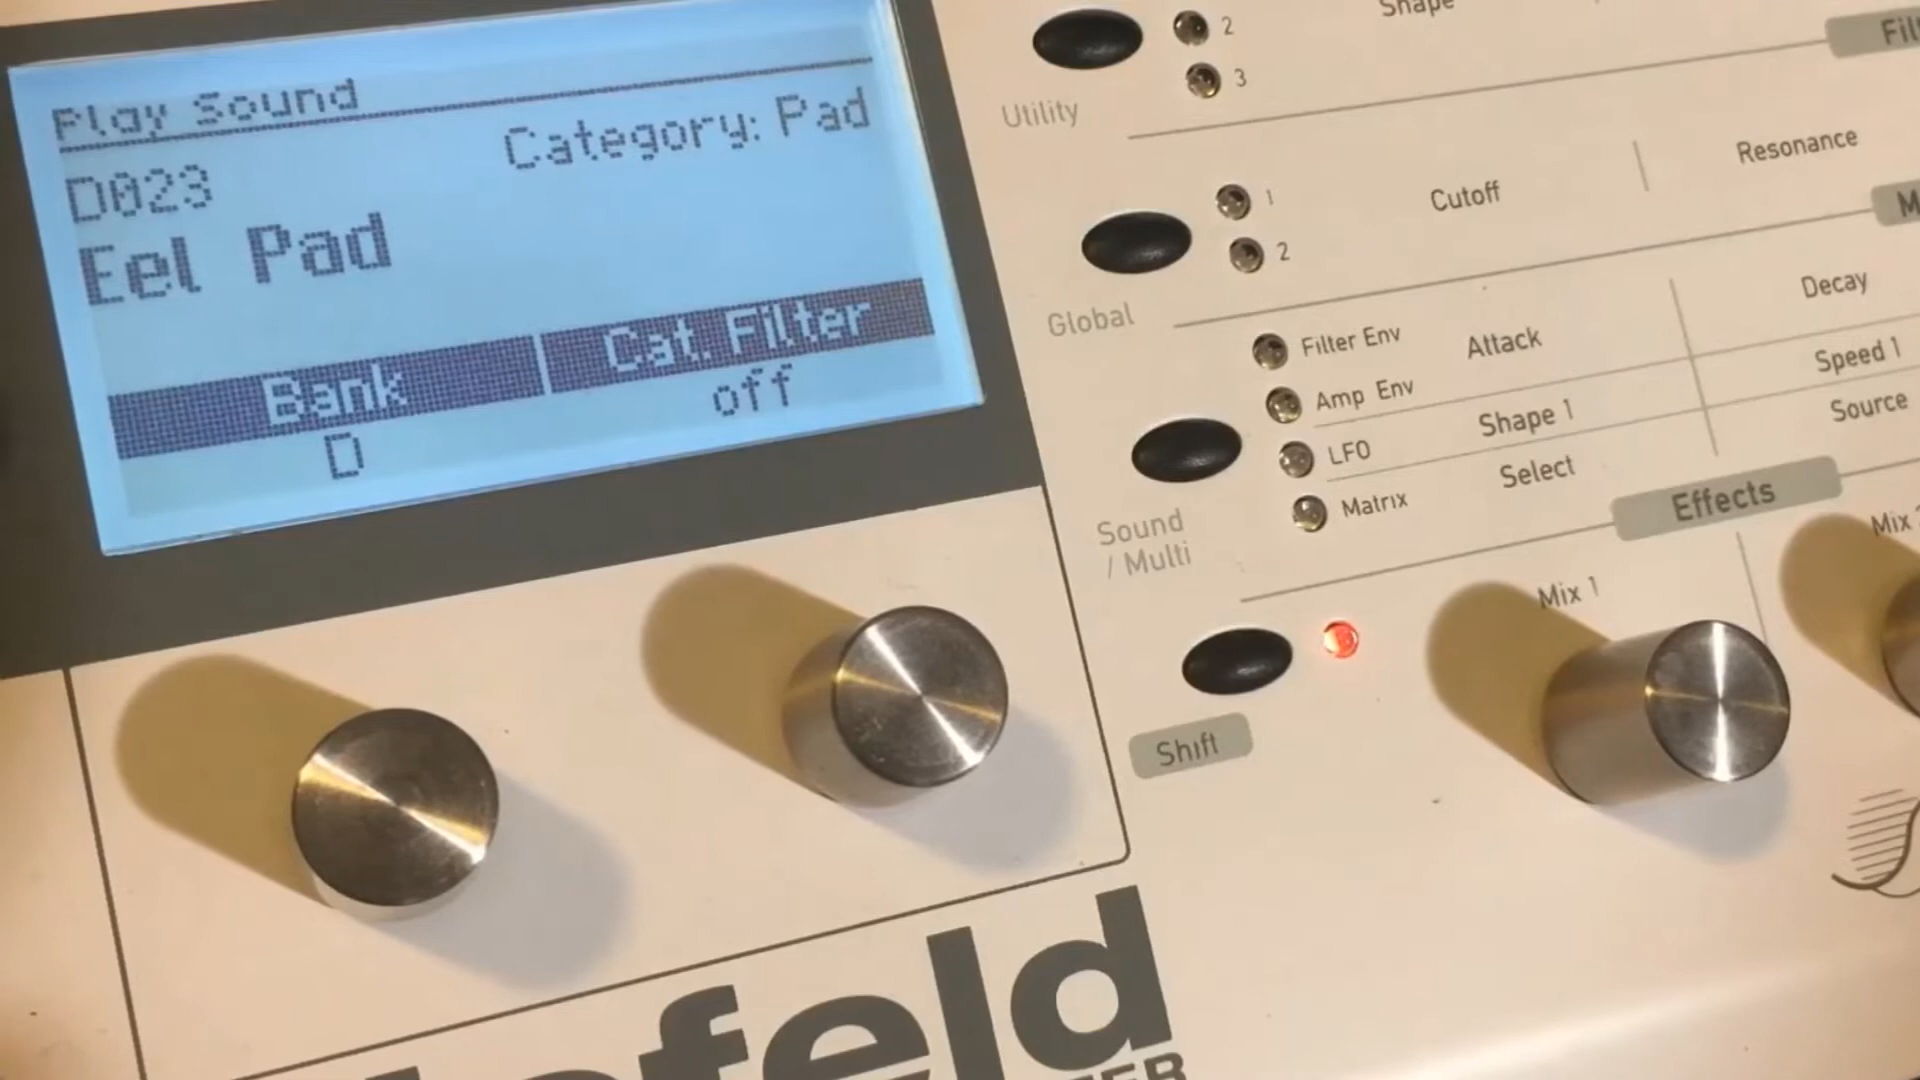 Play Sound
Category: Pad
D023
Eel Pad
Bank
Cat. Filter
D
off
Shape
2
3
Utility
Resonance
1
Cutoff
2
Global
Decay
Filter Env
Attack
Amp Env
Speed 1
LFO
Shape 1
Source
Matrix
Select
Sound
/ Multi
Effects
Mix 1
Mix
Shift
feld